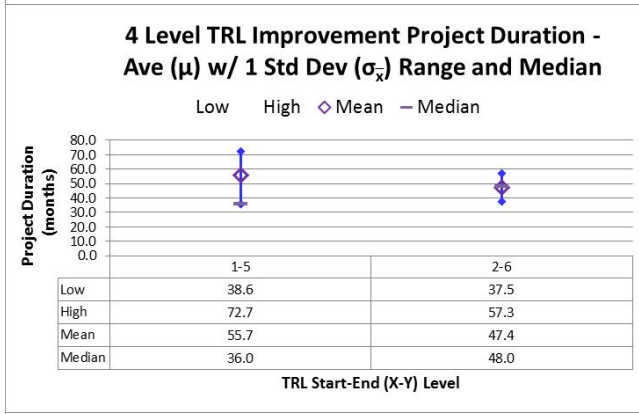 4 Level TRL Improvement Project Duration -
Ave (μ) w/ 1 Std Dev (σx̅) Range and Median
Low High Mean Median
Project Duration
(months)
80.0
70.0
60.0
50.0
40.0
30.0
20.0
10.0
0.0
1-5 2-6
Low 38.6 37.5
High 72.7 57.3
Mean 55.7 47.4
Median 36.0 48.0
TRL Start-End (X-Y) Level